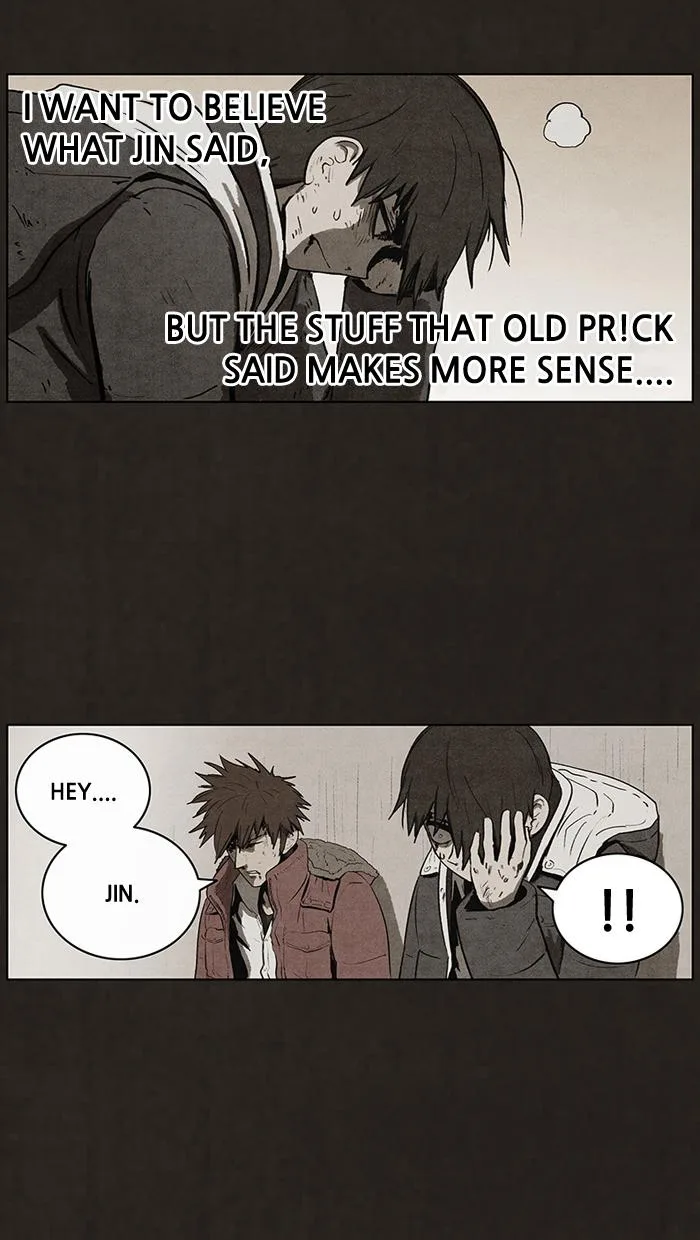 I WANT TO BELIEVE
WHAT JIN SAID,
BUT THE STUFF THAT OLD PR!CK
SAID MAKES MORE SENSE....
HEY....
JIN.
!!